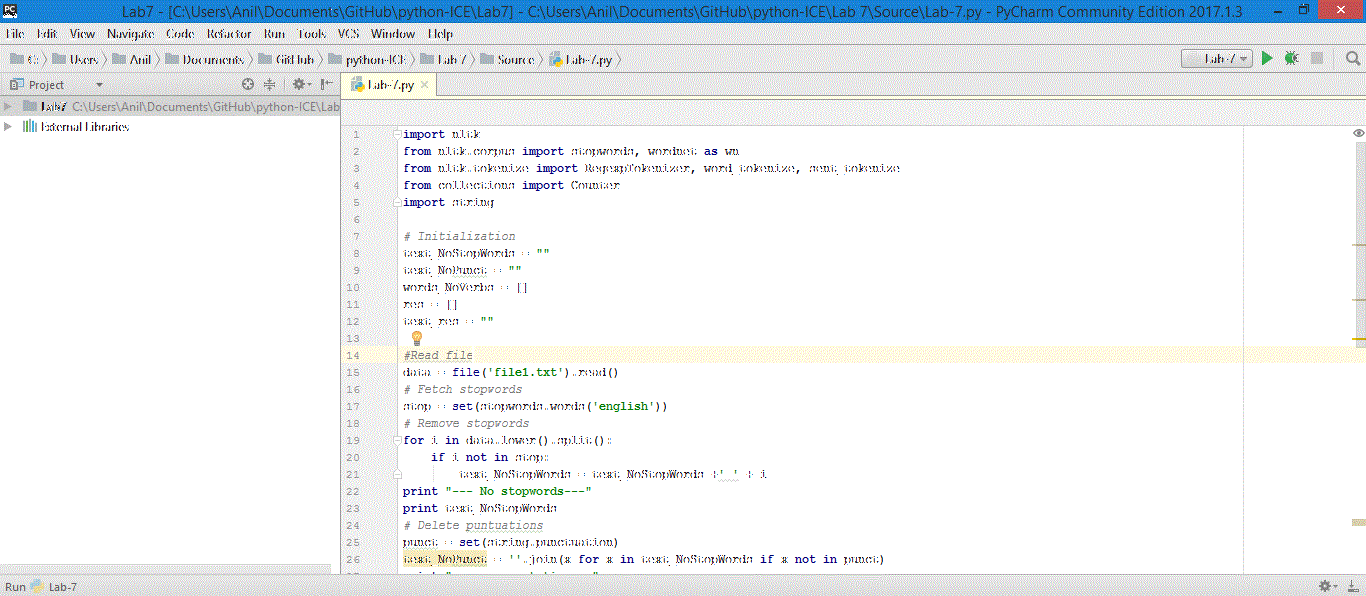 Lab7 - [C:\Users\Anil\Documents\GitHub\python-ICE\Lab7] - C:\Users\Anil\Documents\GitHub\python-ICE\Lab 7\Source\Lab-7.py - PyCharm Community Edition 2017.1.3
File Edit View Navigate Code Refactor Run Tools VCS Window Help
C: Users Anil Documents GitHub python-ICE Lab 7 Source Lab-7.py Lab-7
Project Lab-7.py
Lab7 C:\Users\Anil\Documents\GitHub\python-ICE\Lab
External Libraries
1 import nltk
2 from nltk.corpus import stopwords, wordnet as wn
3 from nltk.tokenize import RegexpTokenizer, word_tokenize, sent_tokenize
4 from collections import Counter
5 import string
6
7 # Initialization
8 text_NoStopWords = ""
9 text_NoPunct = ""
10 words_NoVerbs = []
11 res = []
12 text_res = ""
13
14 #Read file
15 data = file('file1.txt').read()
16 # Fetch stopwords
17 stop = set(stopwords.words('english'))
18 # Remove stopwords
19 for i in data.lower().split():
20 if i not in stop:
21 text_NoStopWords = text_NoStopWords +' ' + i
22 print "--- No stopwords---"
23 print text_NoStopWords
24 # Delete puntuations
25 punct = set(string.punctuation)
26 text_NoPunct = ''.join(x for x in text_NoStopWords if x not in punct)
Run Lab-7